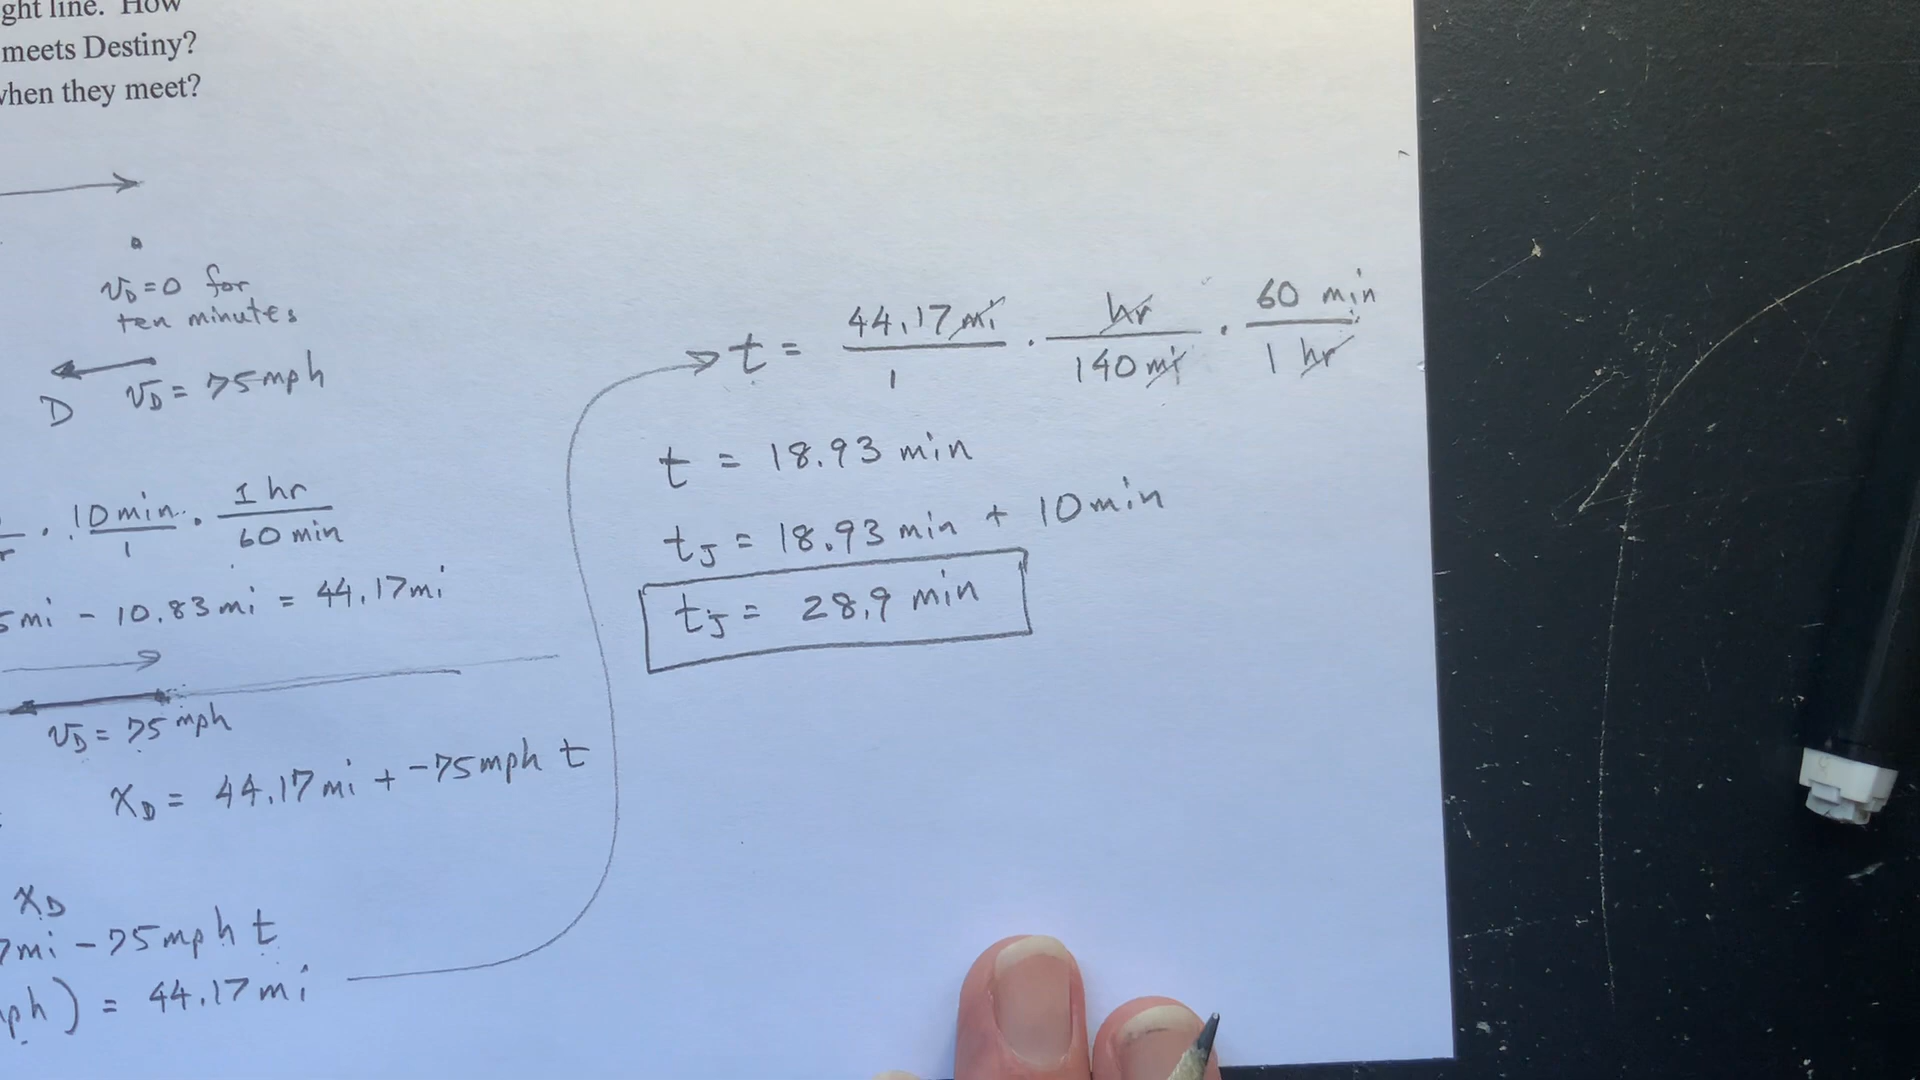 ght line. How
meets Destiny?
when they meet?
v_D = 0 for
ten minutes
D v_D = 75 mph
· 10 min / 1 · 1 hr / 60 min
5 mi - 10.83 mi = 44.17 mi
v_D = 75 mph
x_D = 44.17 mi + -75 mph t
x_D
7 mi - 75 mph t
ph) = 44.17 mi
t = 44.17 mi / 1 · hr / 140 mi · 60 min / 1 hr
t = 18.93 min
t_J = 18.93 min + 10 min
t_J = 28.9 min